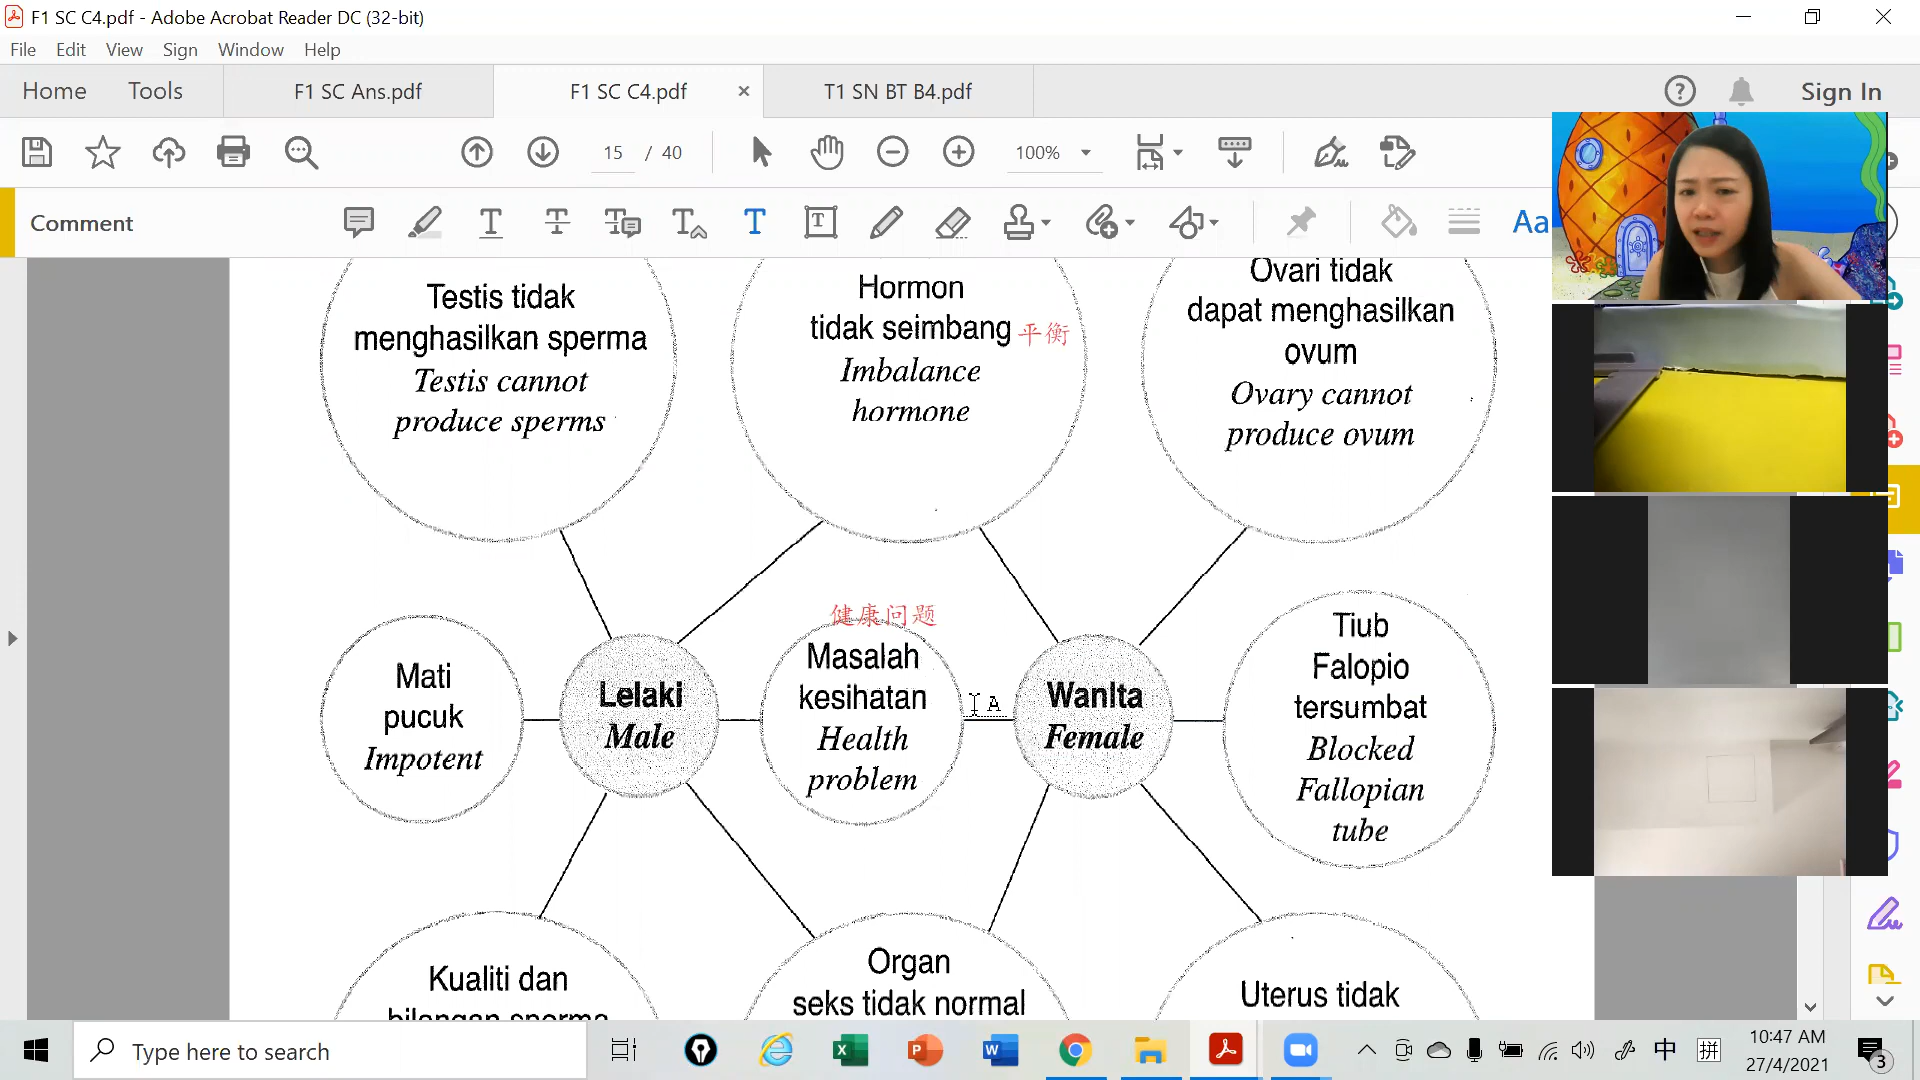 F1 SC C4.pdf - Adobe Acrobat Reader DC (32-bit)
File Edit View Sign Window Help
Home Tools F1 SC Ans.pdf F1 SC C4.pdf × T1 SN BT B4.pdf Sign In
15 / 40 100%
Comment
Aa
Testis tidak
menghasilkan sperma
Testis cannot
produce sperms
Hormon
tidak seimbang 平衡
Imbalance
hormone
Ovari tidak
dapat menghasilkan
ovum
Ovary cannot
produce ovum
Mati
pucuk
Impotent
Lelaki
Male
健康问题
Masalah
kesihatan
Health
problem
Wanita
Female
Tiub
Falopio
tersumbat
Blocked
Fallopian
tube
Kualiti dan
bilangan sperma
Organ
seks tidak normal
Uterus tidak
Type here to search
中 拼
10:47 AM
27/4/2021
3